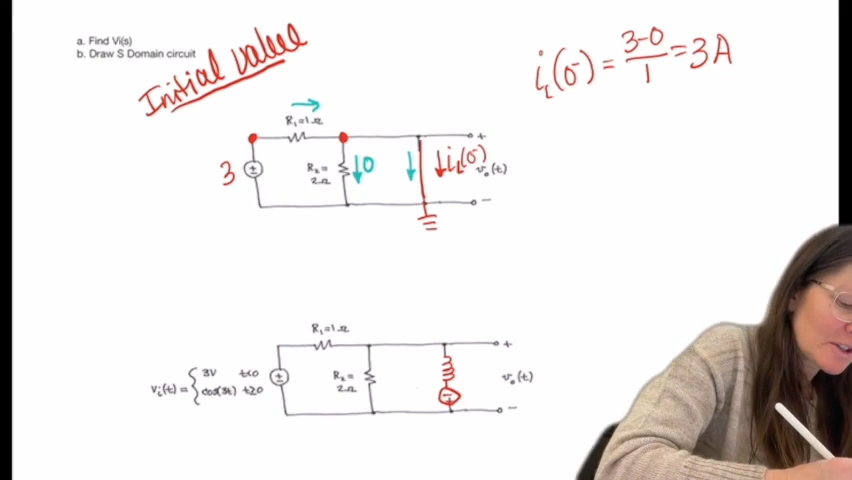 a. Find Vi(s)
b. Draw S Domain circuit
Initial value
i_L(0⁻) = (3-0)/1 = 3A
R₁=1Ω
+
3
±
R₂=
2Ω
0
i_L(0⁻)
v₀(t)
−
R₁=1Ω
+
vᵢ(t) = { 3V t<0
cos(3t) t≥0
±
R₂=
2Ω
v₀(t)
−